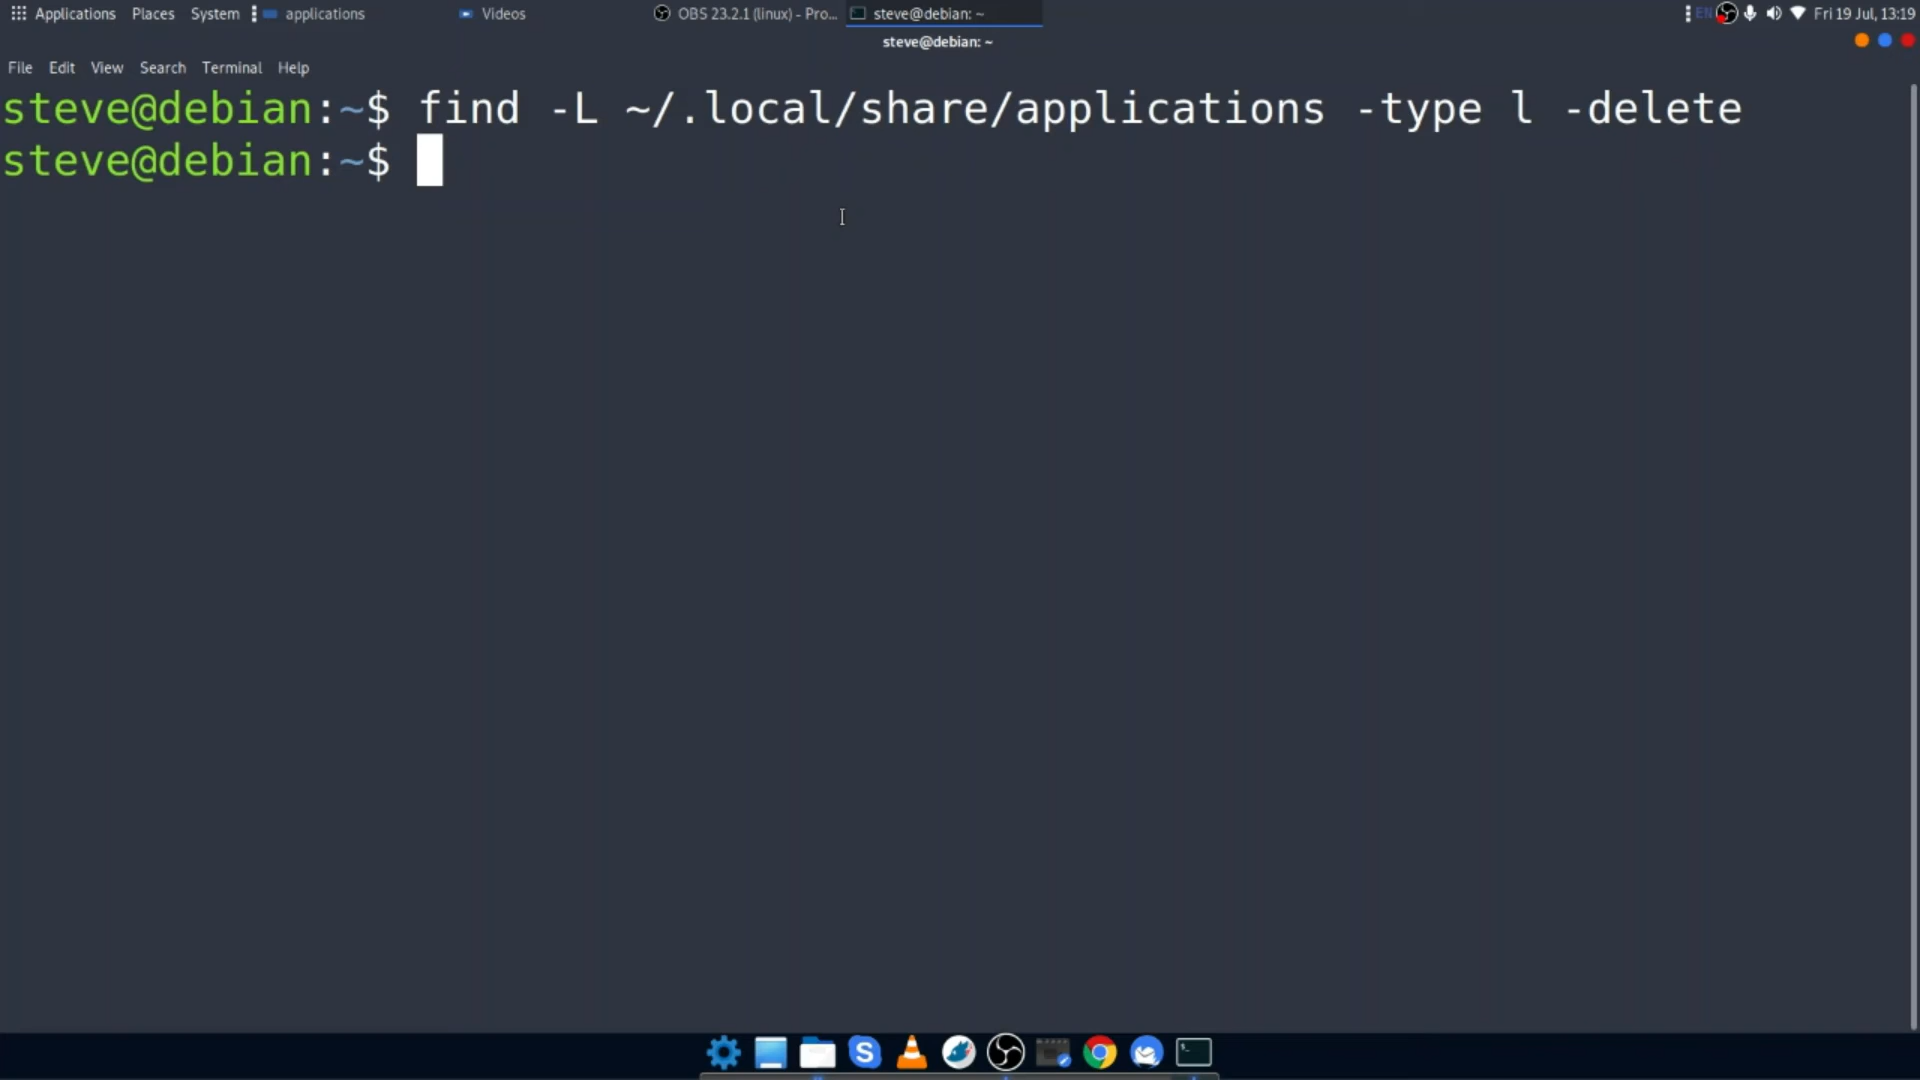 Applications Places System applications Videos OBS 23.2.1 (linux) - Pro... steve@debian: ~ EN Fri 19 Jul, 13:19
steve@debian: ~
File Edit View Search Terminal Help
steve@debian:~$ find -L ~/.local/share/applications -type l -delete
steve@debian:~$